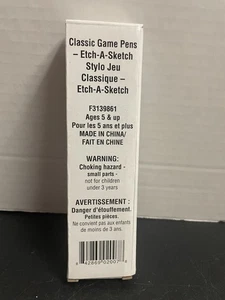 Classic Game Pens
– Etch-A-Sketch
Stylo Jeu
Classique –
Etch-A-Sketch
F3139861
Ages 5 & up
Pour les 5 ans et plus
MADE IN CHINA/
FAIT EN CHINE
WARNING:
Choking hazard -
small parts -
not for children
under 3 years
AVERTISSEMENT :
Danger d'étouffement.
Petites pièces.
Ne convient pas aux enfants
de moins de 3 ans.